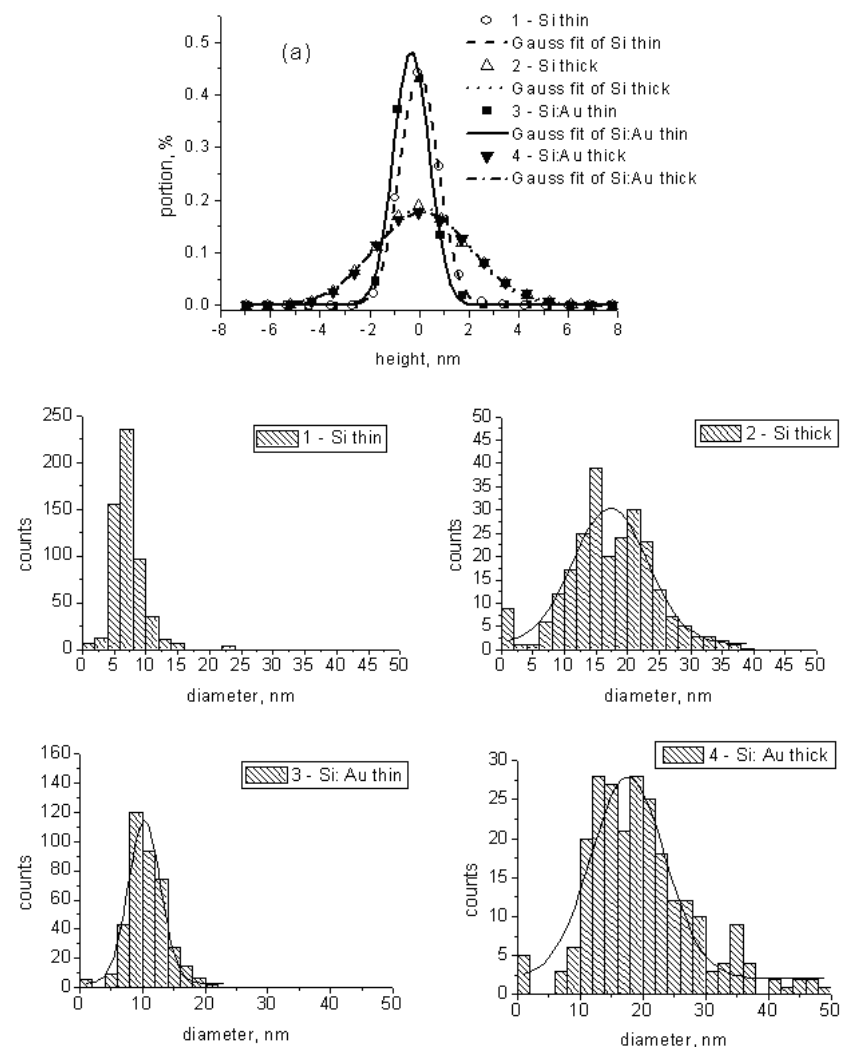 (a)
1 - Si thin
Gauss fit of Si thin
2 - Si thick
Gauss fit of Si thick
3 - Si:Au thin
Gauss fit of Si:Au thin
4 - Si:Au thick
Gauss fit of Si:Au thick
portion, %
0.5
0.4
0.3
0.2
0.1
0.0
-8 -6 -4 -2 0 2 4 6 8
height, nm
1 - Si thin
counts
250
200
150
100
50
0
0 5 10 15 20 25 30 35 40 45 50
diameter, nm
2 - Si thick
counts
50
45
40
35
30
25
20
15
10
5
0
0 5 10 15 20 25 30 35 40 45 50
diameter, nm
3 - Si: Au thin
counts
160
140
120
100
80
60
40
20
0
0 10 20 30 40 50
diameter, nm
4 - Si: Au thick
counts
30
25
20
15
10
5
0
0 10 20 30 40 50
diameter, nm